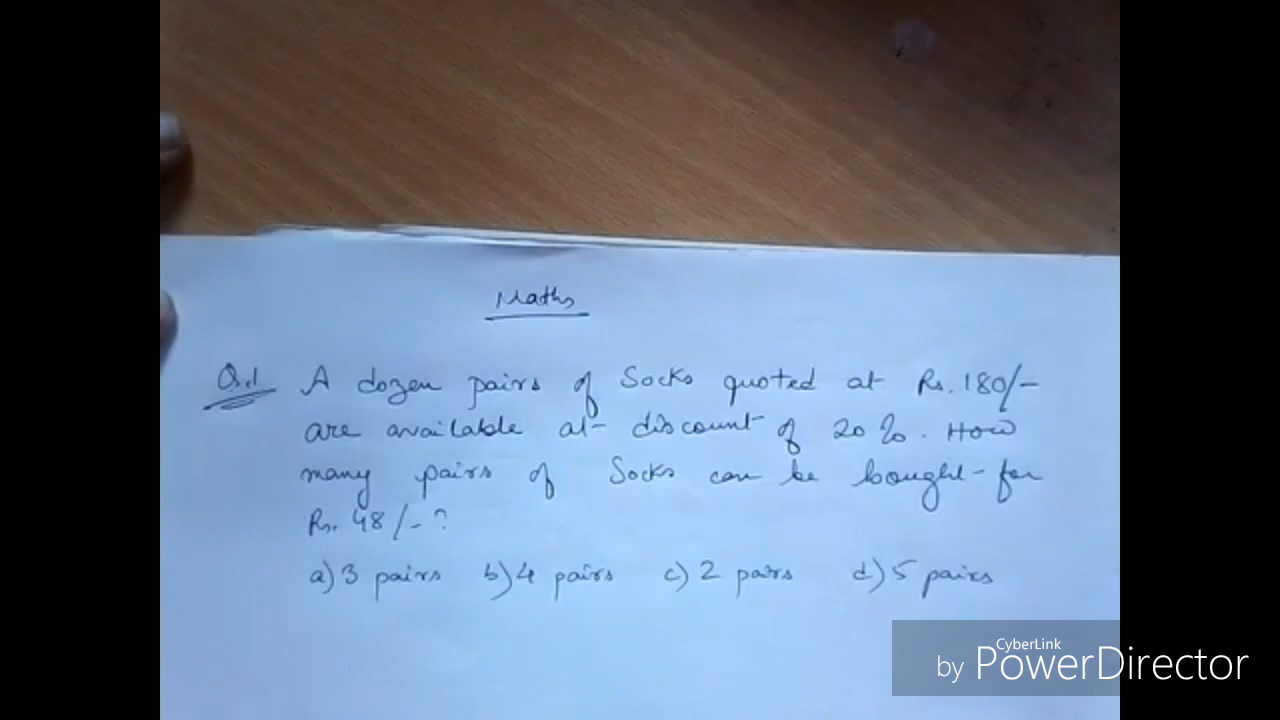 Maths
Q.1 A dozen pairs of Socks quoted at Rs. 180/-
are available at discount of 20%. How
many pairs of Socks can be bought for
Rs. 48/- ?
a) 3 pairs b) 4 pairs c) 2 pairs d) 5 pairs
CyberLink
by PowerDirector